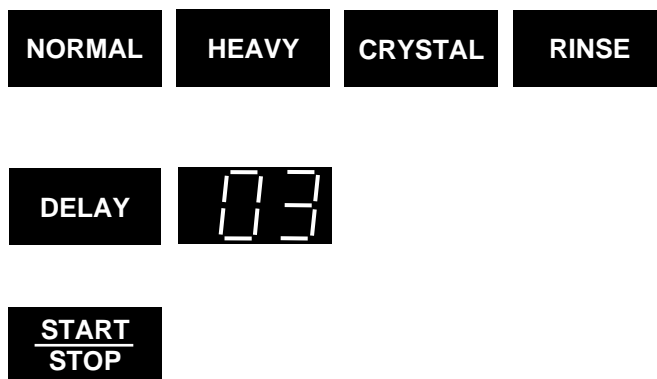 NORMAL HEAVY CRYSTAL RINSE
DELAY 03
START
STOP